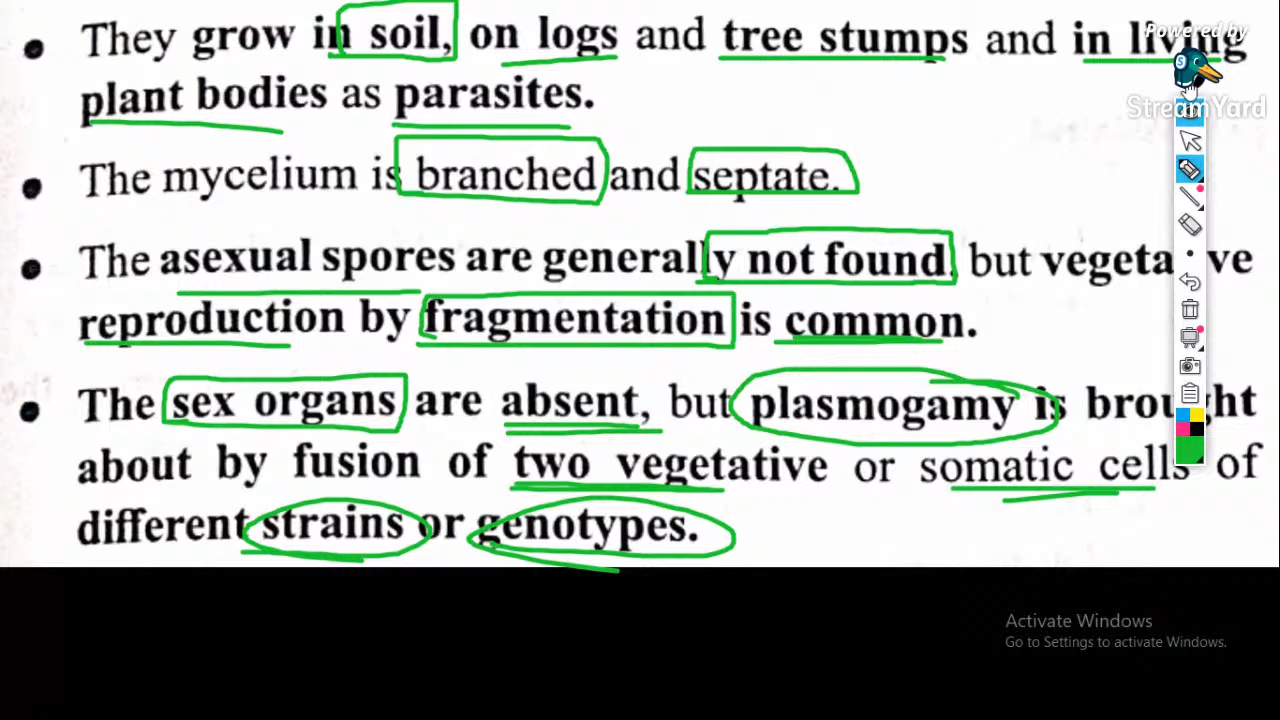 Powered by
StreamYard
• They grow in soil, on logs and tree stumps and in living
plant bodies as parasites.
• The mycelium is branched and septate.
• The asexual spores are generally not found, but vegeta ve
reproduction by fragmentation is common.
• The sex organs are absent, but plasmogamy is brought
about by fusion of two vegetative or somatic cells of
different strains or genotypes.
Activate Windows
Go to Settings to activate Windows.